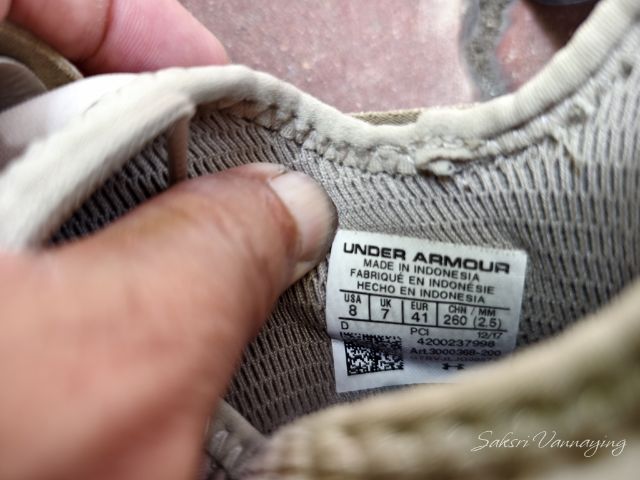 UNDER ARMOUR
MADE IN INDONESIA
FABRIQUÉ EN INDONÉSIE
HECHO EN INDONESIA
USA UK EUR CHN / MM
8 7 41 260 (2.5)
D PCI 12/17
4200237998
Art.3000368-200
Saksri Vannaying